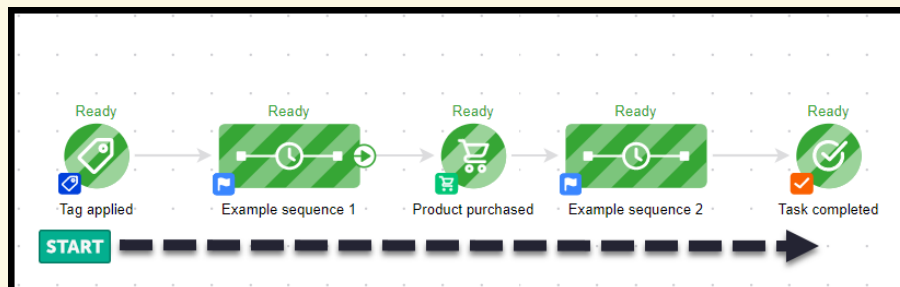 Ready Ready Ready Ready Ready
Tag applied Example sequence 1 Product purchased Example sequence 2 Task completed
START